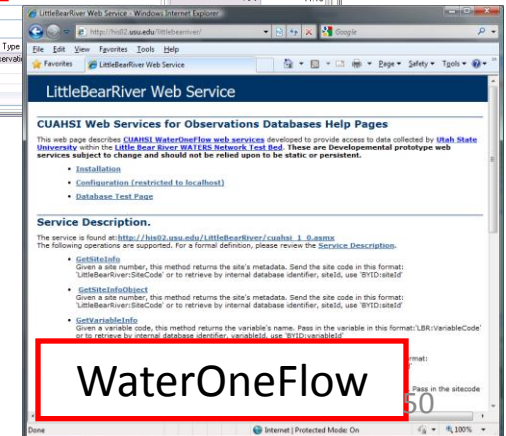 LittleBearRiver Web Service - Windows Internet Explorer
http://his02.usu.edu/littlebearriver/
Google
Type
File Edit View Favorites Tools Help
Favorites LittleBearRiver Web Service Page Safety Tools
LittleBearRiver Web Service
CUAHSI Web Services for Observations Databases Help Pages
This web page describes CUAHSI WaterOneFlow web services developed to provide access to data collected by Utah State
University within the Little Bear River WATERS Network Test Bed. These are Developemental prototype web
services subject to change and should not be relied upon to be static or persistent.
• Installation
• Configuration (restricted to localhost)
• Database Test Page
Service Description.
The service is found at:http://his02.usu.edu/LittleBearRiver/cuahsi_1_0.asmx
The following operations are supported. For a formal definition, please review the Service Description.
• GetSiteInfo
Given a site number, this method returns the site's metadata. Send the site code in this format:
'LittleBearRiver:SiteCode' or to retrieve by internal database identifier, siteId, use 'BYID:siteId'
• GetSiteInfoObject
Given a site number, this method returns the site's metadata. Send the site code in this format:
'LittleBearRiver:SiteCode' or to retrieve by internal database identifier, siteId, use 'BYID:siteId'
• GetVariableInfo
Given a variable code, this method returns the variable's name. Pass in the variable in this format:'LBR:VariableCode'
or to retrieve by internal database identifier, variableId, use 'BYID:variableId'
format:
WaterOneFlow
Pass in the sitecode
50
Done Internet | Protected Mode: On 100%